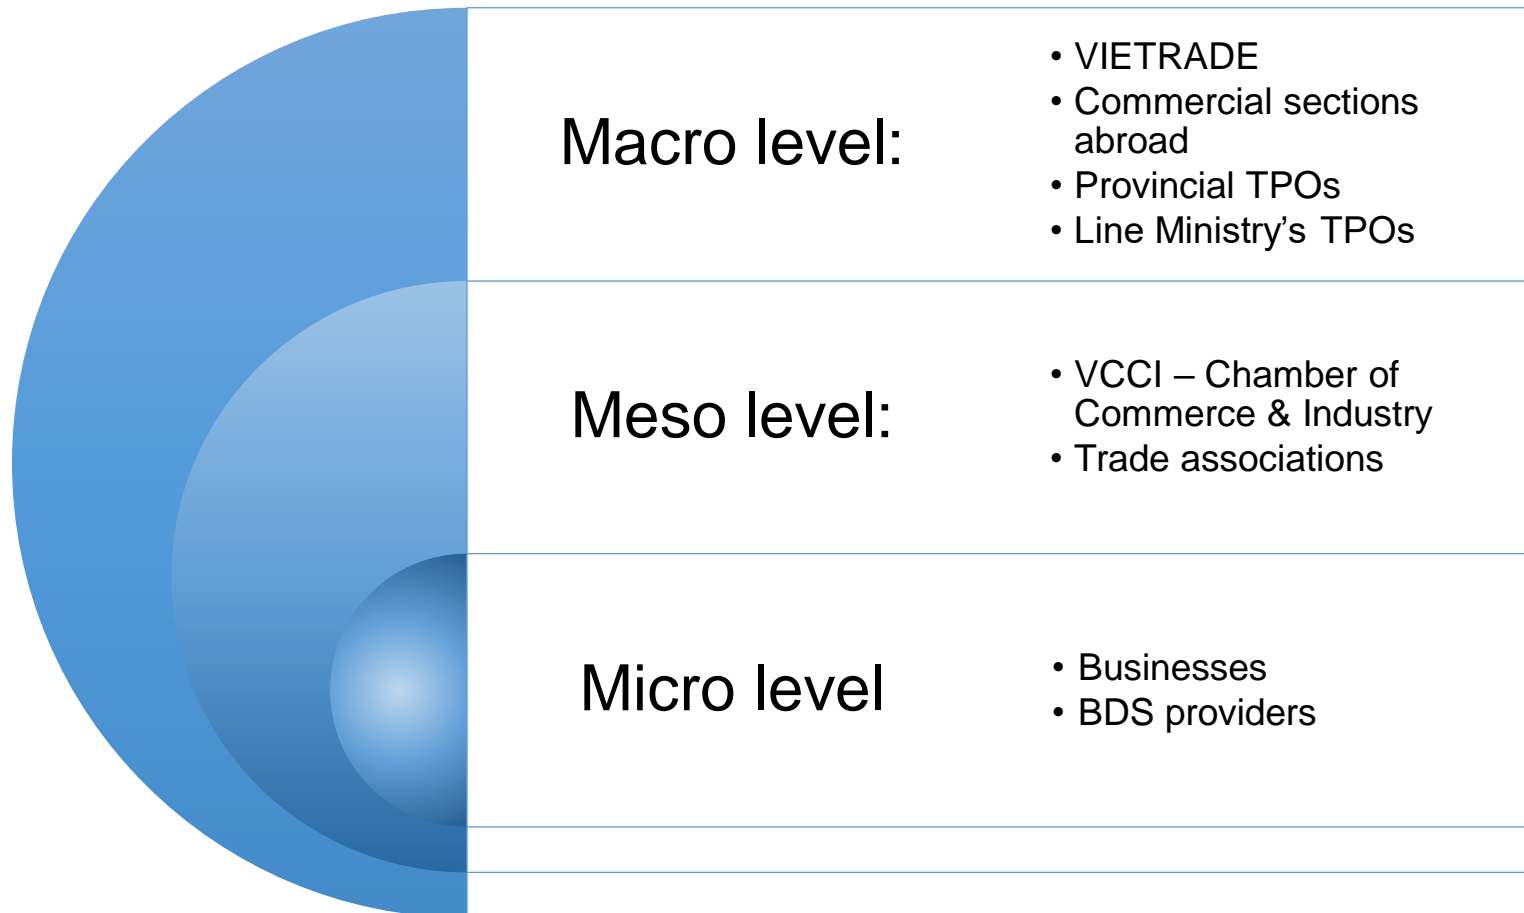 Macro level:
• VIETRADE
• Commercial sections
abroad
• Provincial TPOs
• Line Ministry’s TPOs
Meso level:
• VCCI – Chamber of
Commerce & Industry
• Trade associations
Micro level
• Businesses
• BDS providers